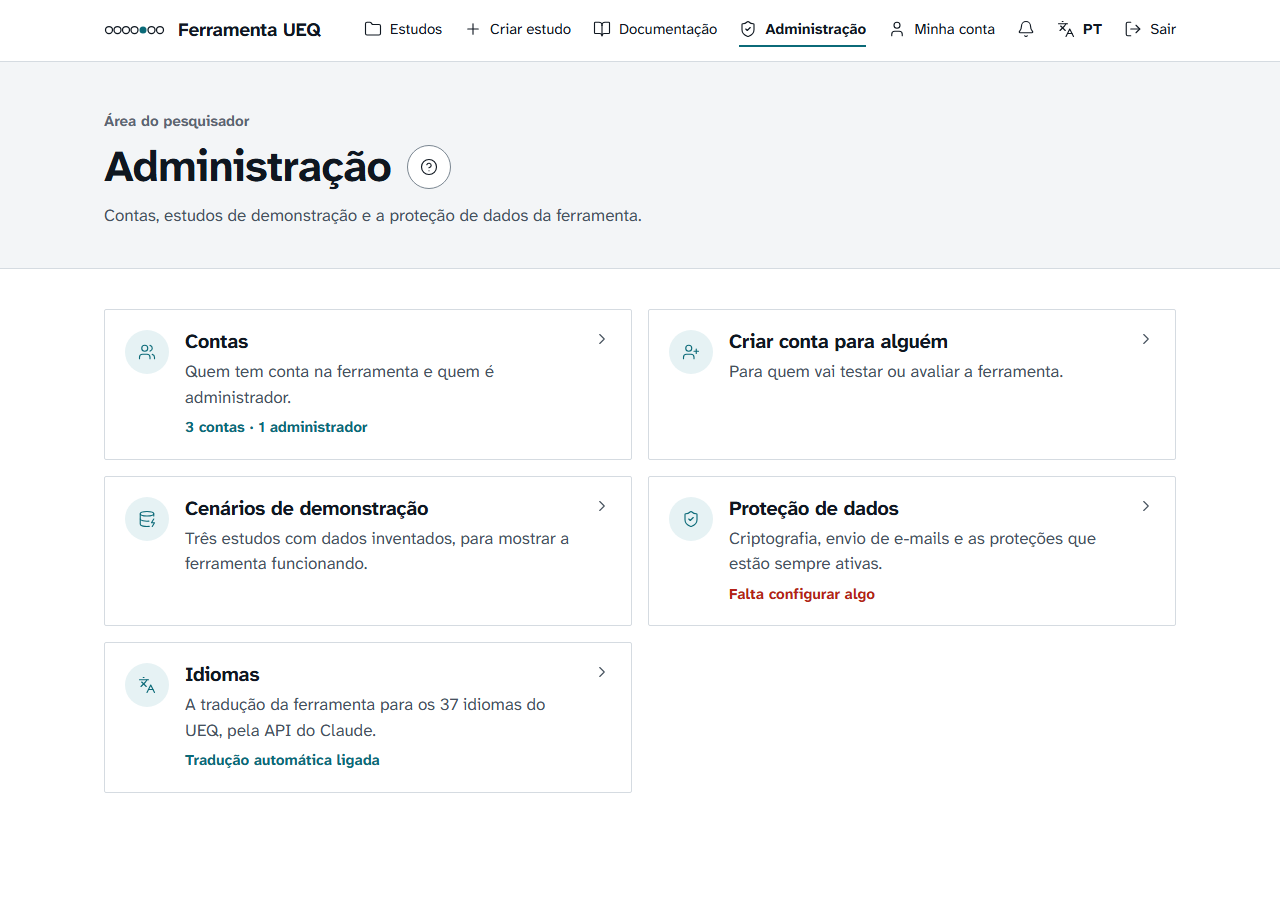 Ferramenta UEQ
Estudos
Criar estudo
Documentação
Administração
Minha conta
PT
Sair
Área do pesquisador
Administração
Contas, estudos de demonstração e a proteção de dados da ferramenta.
Contas
Quem tem conta na ferramenta e quem é
administrador.
3 contas · 1 administrador
Criar conta para alguém
Para quem vai testar ou avaliar a ferramenta.
Cenários de demonstração
Três estudos com dados inventados, para mostrar a
ferramenta funcionando.
Proteção de dados
Criptografia, envio de e-mails e as proteções que
estão sempre ativas.
Falta configurar algo
Idiomas
A tradução da ferramenta para os 37 idiomas do
UEQ, pela API do Claude.
Tradução automática ligada